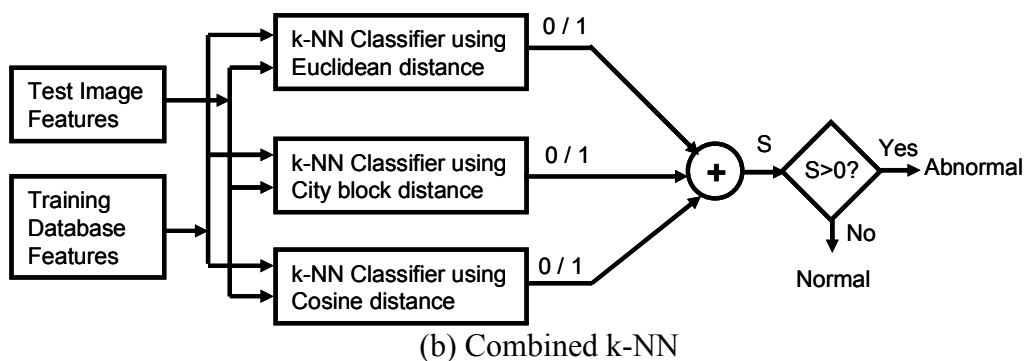 Test Image
Features
Training
Database
Features
k-NN Classifier using
Euclidean distance
0 / 1
k-NN Classifier using
City block distance
0 / 1
k-NN Classifier using
Cosine distance
0 / 1
+
S
S>0?
Yes
Abnormal
No
Normal
(b) Combined k-NN